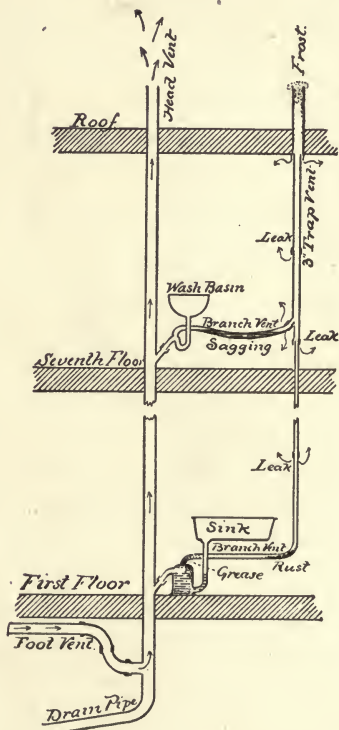 Head Vent
Frost.
Roof.
3" Trap Vent.
Leak
Wash Basin
Branch Vent
Sagging
Leak
Seventh Floor
Leak
Sink
Branch Vent
Rust
Grease
First Floor
Foot Vent.
Drain Pipe